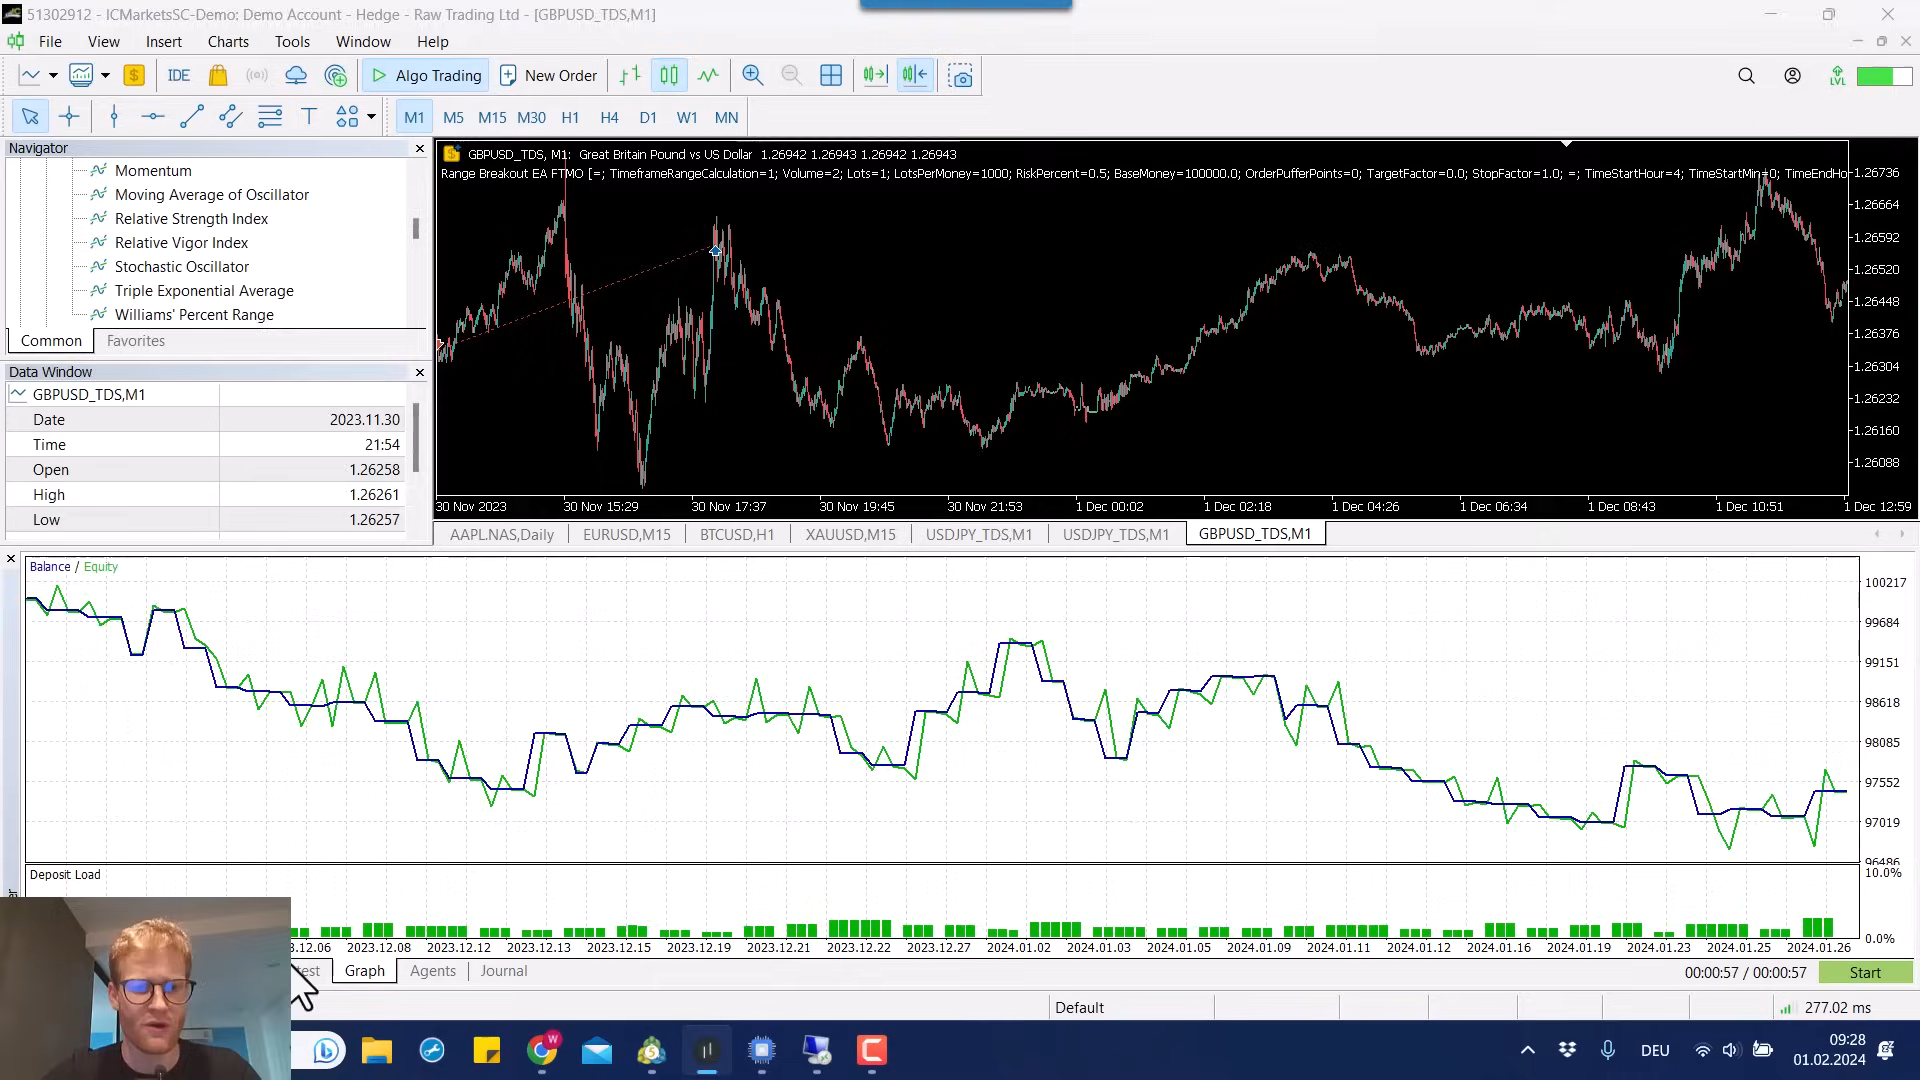 51302912 - ICMarketsSC-Demo: Demo Account - Hedge - Raw Trading Ltd - [GBPUSD_TDS,M1]
File View Insert Charts Tools Window Help
IDE Algo Trading New Order LVL
T M1 M5 M15 M30 H1 H4 D1 W1 MN
Navigator
Momentum
Moving Average of Oscillator
Relative Strength Index
Relative Vigor Index
Stochastic Oscillator
Triple Exponential Average
Williams' Percent Range
Common Favorites
Data Window
GBPUSD_TDS,M1
Date 2023.11.30
Time 21:54
Open 1.26258
High 1.26261
Low 1.26257
GBPUSD_TDS, M1: Great Britain Pound vs US Dollar 1.26942 1.26943 1.26942 1.26943
Range Breakout EA FTMO [=; TimeframeRangeCalculation=1; Volume=2; Lots=1; LotsPerMoney=1000; RiskPercent=0.5; BaseMoney=100000.0; OrderPufferPoints=0; TargetFactor=0.0; StopFactor=1.0; =; TimeStartHour=4; TimeStartMin=0; TimeEndHo
1.26736
1.26664
1.26592
1.26520
1.26448
1.26376
1.26304
1.26232
1.26160
1.26088
30 Nov 2023 30 Nov 15:29 30 Nov 17:37 30 Nov 19:45 30 Nov 21:53 1 Dec 00:02 1 Dec 02:18 1 Dec 04:26 1 Dec 06:34 1 Dec 08:43 1 Dec 10:51 1 Dec 12:59
AAPL.NAS,Daily EURUSD,M15 BTCUSD,H1 XAUUSD,M15 USDJPY_TDS,M1 USDJPY_TDS,M1 GBPUSD_TDS,M1
Balance / Equity
100217
99684
99151
98618
98085
97552
97019
96486
Deposit Load
10.0%
0.0%
3.12.06 2023.12.08 2023.12.12 2023.12.13 2023.12.15 2023.12.19 2023.12.21 2023.12.22 2023.12.27 2024.01.02 2024.01.03 2024.01.05 2024.01.09 2024.01.11 2024.01.12 2024.01.16 2024.01.19 2024.01.23 2024.01.25 2024.01.26
test Graph Agents Journal
00:00:57 / 00:00:57 Start
Default 277.02 ms
W DEU
09:28
01.02.2024